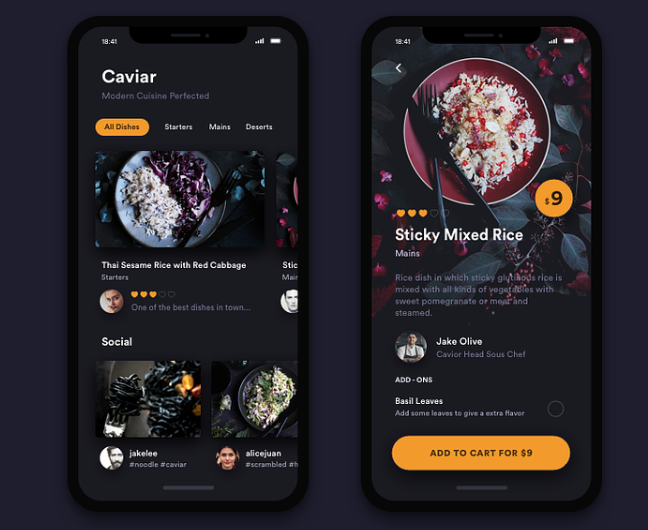 18:41
Caviar
Modern Cuisine Perfected
All Dishes
Starters
Mains
Deserts
Thai Sesame Rice with Red Cabbage
Starters
One of the best dishes in town...
Stic
Mair
Social
jakelee
#noodle #caviar
alicejuan
#scrambled #h
18:41
$9
Sticky Mixed Rice
Mains
Rice dish in which sticky glutinous rice is
mixed with all kinds of vegetables with
sweet pomegranate or meat and
steamed.
Jake Olive
Cavior Head Sous Chef
ADD-ONS
Basil Leaves
Add some leaves to give a extra flavor
ADD TO CART FOR $9